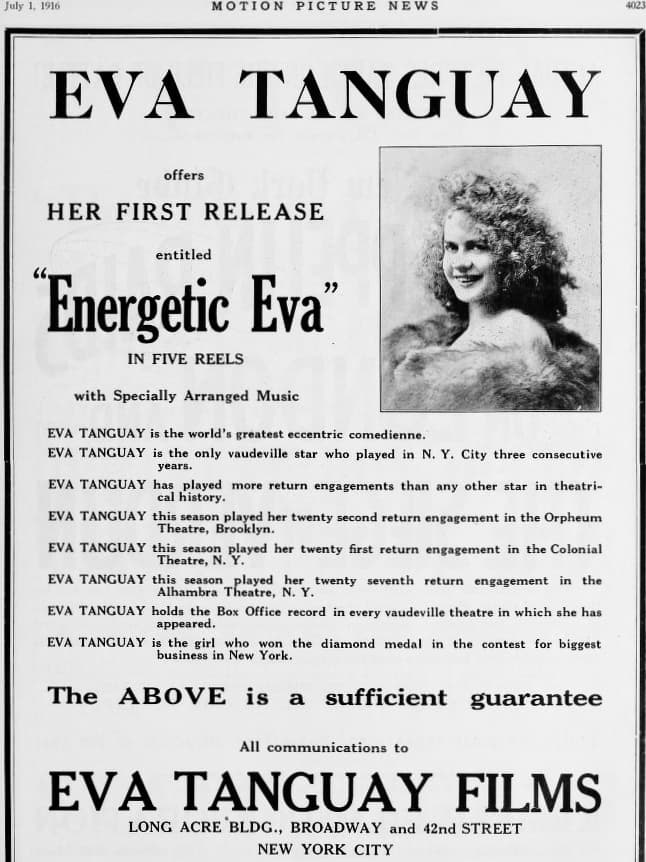 July 1, 1916
MOTION PICTURE NEWS
4023
EVA TANGUAY
offers
HER FIRST RELEASE
entitled
"Energetic Eva"
IN FIVE REELS
with Specially Arranged Music
EVA TANGUAY is the world's greatest eccentric comedienne.
EVA TANGUAY is the only vaudeville star who played in N. Y. City three consecutive
years.
EVA TANGUAY has played more return engagements than any other star in theatri-
cal history.
EVA TANGUAY this season played her twenty second return engagement in the Orpheum
Theatre, Brooklyn.
EVA TANGUAY this season played her twenty first return engagement in the Colonial
Theatre, N. Y.
EVA TANGUAY this season played her twenty seventh return engagement in the
Alhambra Theatre, N. Y.
EVA TANGUAY holds the Box Office record in every vaudeville theatre in which she has
appeared.
EVA TANGUAY is the girl who won the diamond medal in the contest for biggest
business in New York.
The ABOVE is a sufficient guarantee
All communications to
EVA TANGUAY FILMS
LONG ACRE BLDG., BROADWAY and 42nd STREET
NEW YORK CITY